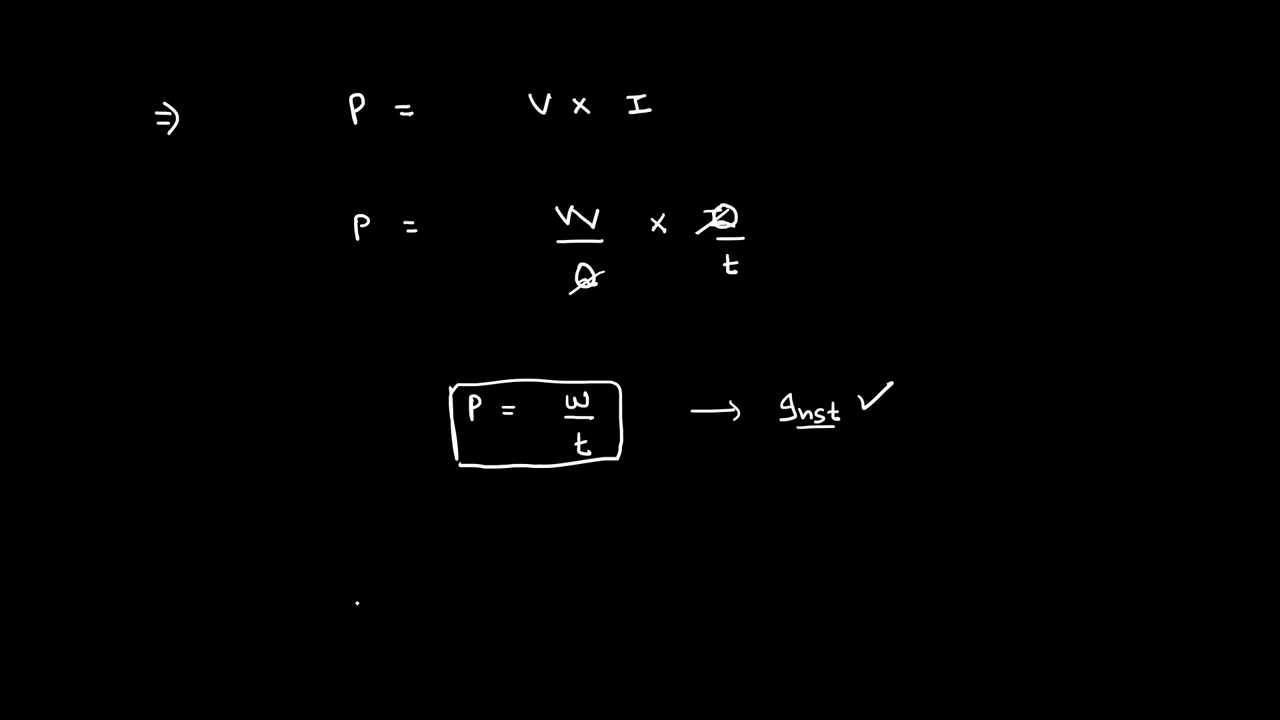 ⇒ P = V × I
P = W/Q × Q/t
P = w/t → Inst ✓